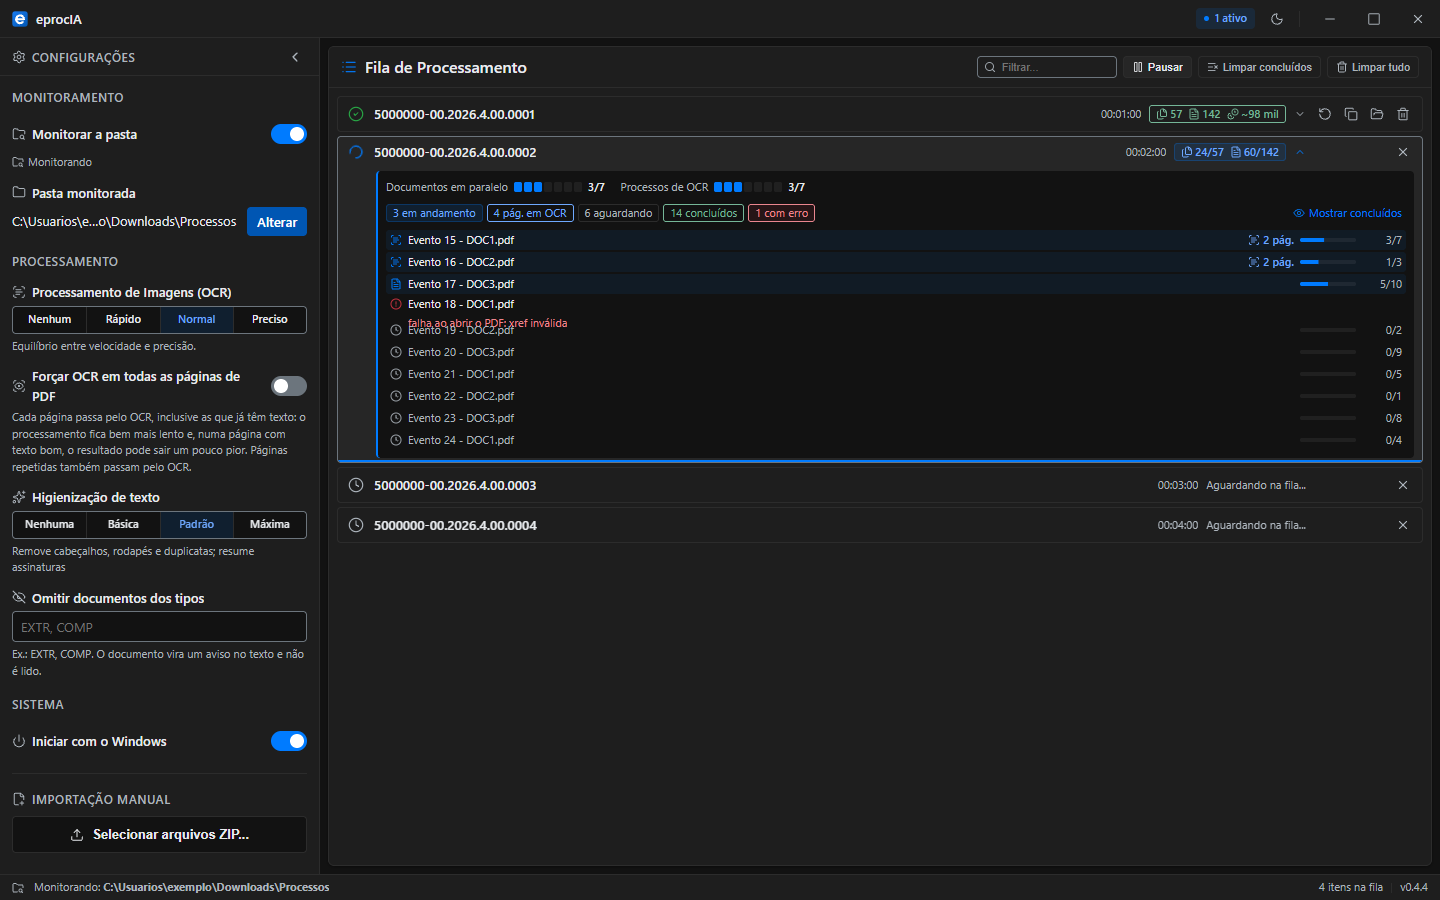 eprocIA
1 ativo
CONFIGURAÇÕES
MONITORAMENTO
Monitorar a pasta
Monitorando
Pasta monitorada
C:\Usuarios\e...o\Downloads\Processos
Alterar
PROCESSAMENTO
Processamento de Imagens (OCR)
Nenhum Rápido Normal Preciso
Equilíbrio entre velocidade e precisão.
Forçar OCR em todas as páginas de
PDF
Cada página passa pelo OCR, inclusive as que já têm texto: o
processamento fica bem mais lento e, numa página com
texto bom, o resultado pode sair um pouco pior. Páginas
repetidas também passam pelo OCR.
Higienização de texto
Nenhuma Básica Padrão Máxima
Remove cabeçalhos, rodapés e duplicatas; resume
assinaturas
Omitir documentos dos tipos
EXTR, COMP
Ex.: EXTR, COMP. O documento vira um aviso no texto e não
é lido.
SISTEMA
Iniciar com o Windows
IMPORTAÇÃO MANUAL
Selecionar arquivos ZIP...
Fila de Processamento
Filtrar...
Pausar
Limpar concluídos
Limpar tudo
5000000-00.2026.4.00.0001 00:01:00 57 142 ~98 mil
5000000-00.2026.4.00.0002 00:02:00 24/57 60/142
Documentos em paralelo 3/7 Processos de OCR 3/7
3 em andamento 4 pág. em OCR 6 aguardando 14 concluídos 1 com erro Mostrar concluídos
Evento 15 - DOC1.pdf 2 pág. 3/7
Evento 16 - DOC2.pdf 2 pág. 1/3
Evento 17 - DOC3.pdf 5/10
Evento 18 - DOC1.pdf
falha ao abrir o PDF: xref inválida
Evento 19 - DOC2.pdf 0/2
Evento 20 - DOC3.pdf 0/9
Evento 21 - DOC1.pdf 0/5
Evento 22 - DOC2.pdf 0/1
Evento 23 - DOC3.pdf 0/8
Evento 24 - DOC1.pdf 0/4
5000000-00.2026.4.00.0003 00:03:00 Aguardando na fila...
5000000-00.2026.4.00.0004 00:04:00 Aguardando na fila...
Monitorando: C:\Usuarios\exemplo\Downloads\Processos
4 itens na fila v0.4.4